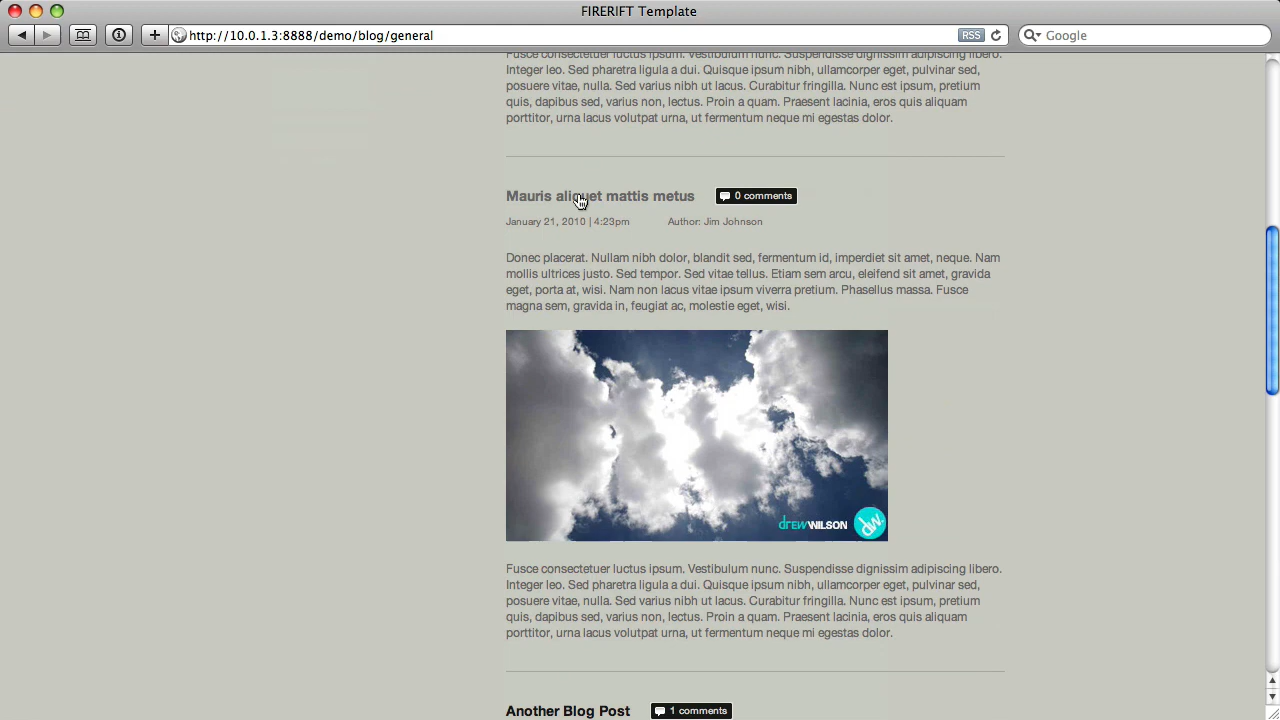 FIRERIFT Template
http://10.0.1.3:8888/demo/blog/general
RSS
Google
Fusce consectetuer luctus ipsum. Vestibulum nunc. Suspendisse dignissim adipiscing libero.
Integer leo. Sed pharetra ligula a dui. Quisque ipsum nibh, ullamcorper eget, pulvinar sed,
posuere vitae, nulla. Sed varius nibh ut lacus. Curabitur fringilla. Nunc est ipsum, pretium
quis, dapibus sed, varius non, lectus. Proin a quam. Praesent lacinia, eros quis aliquam
porttitor, urna lacus volutpat urna, ut fermentum neque mi egestas dolor.
Mauris aliquet mattis metus
0 comments
January 21, 2010 | 4:23pm
Author: Jim Johnson
Donec placerat. Nullam nibh dolor, blandit sed, fermentum id, imperdiet sit amet, neque. Nam
mollis ultrices justo. Sed tempor. Sed vitae tellus. Etiam sem arcu, eleifend sit amet, gravida
eget, porta at, wisi. Nam non lacus vitae ipsum viverra pretium. Phasellus massa. Fusce
magna sem, gravida in, feugiat ac, molestie eget, wisi.
drewWILSON
dw.
Fusce consectetuer luctus ipsum. Vestibulum nunc. Suspendisse dignissim adipiscing libero.
Integer leo. Sed pharetra ligula a dui. Quisque ipsum nibh, ullamcorper eget, pulvinar sed,
posuere vitae, nulla. Sed varius nibh ut lacus. Curabitur fringilla. Nunc est ipsum, pretium
quis, dapibus sed, varius non, lectus. Proin a quam. Praesent lacinia, eros quis aliquam
porttitor, urna lacus volutpat urna, ut fermentum neque mi egestas dolor.
Another Blog Post
1 comments